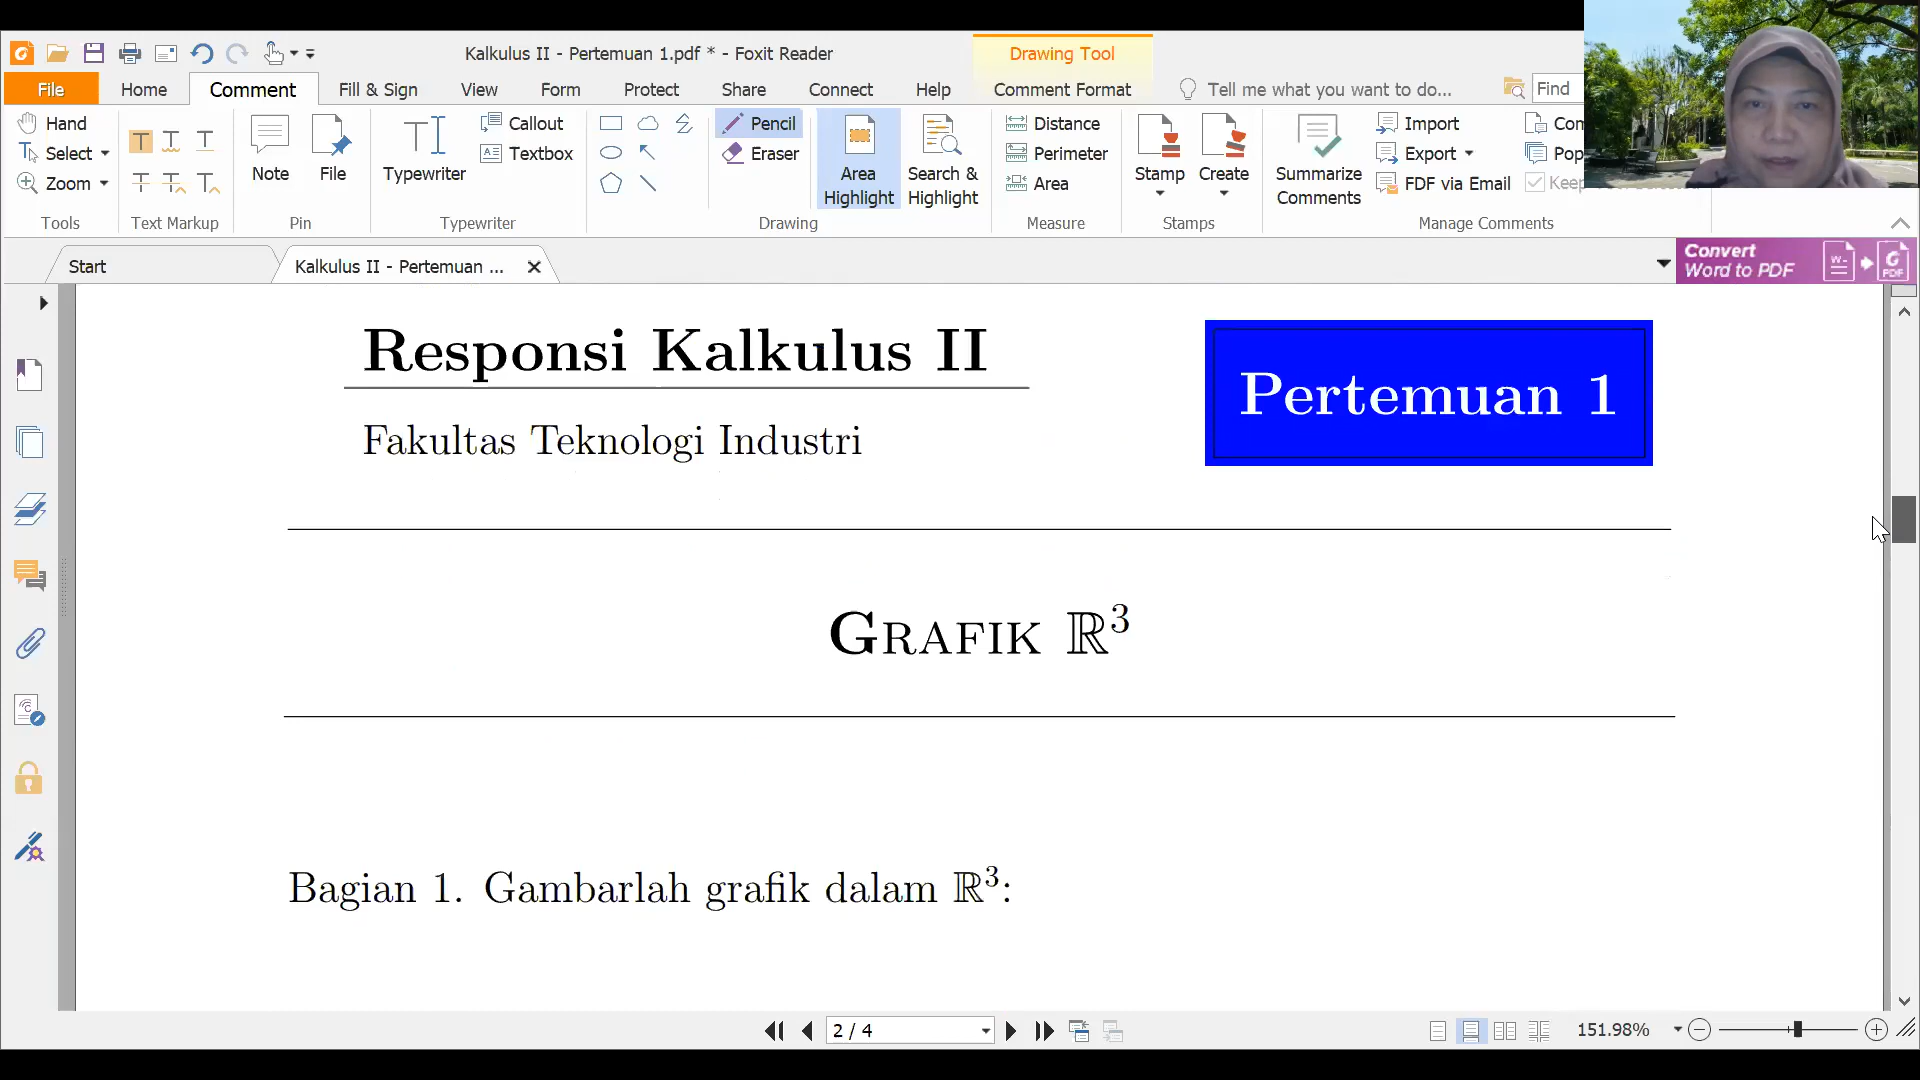 Kalkulus II - Pertemuan 1.pdf * - Foxit Reader
Drawing Tool
File
Home
Comment
Fill & Sign
View
Form
Protect
Share
Connect
Help
Comment Format
Tell me what you want to do...
Find
Hand
Select
Zoom
Tools
Text Markup
Note
File
Pin
Typewriter
Callout
Textbox
Typewriter
Pencil
Eraser
Area
Highlight
Search &
Highlight
Drawing
Distance
Perimeter
Area
Measure
Stamp
Create
Stamps
Summarize
Comments
Import
Export
FDF via Email
Com
Pop
Keep
Manage Comments
Start
Kalkulus II - Pertemuan ...
Convert
Word to PDF
Responsi Kalkulus II
Fakultas Teknologi Industri
Pertemuan 1
Grafik ℝ³
Bagian 1. Gambarlah grafik dalam ℝ³:
2 / 4
151.98%